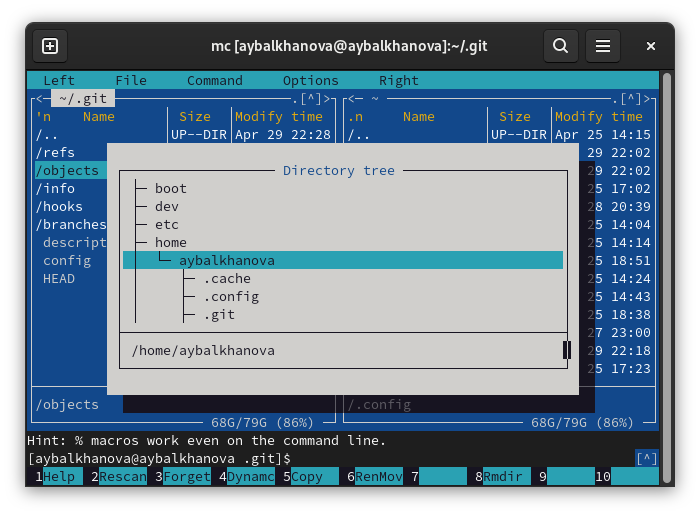 mc [aybalkhanova@aybalkhanova]:~/.git
Left File Command Options Right
<─ ~/.git .[^]> <─ ~ .[^]>
'n Name Size Modify time .n Name Size Modify time
/.. UP--DIR Apr 29 22:28 /.. UP--DIR Apr 25 14:15
/refs 29 22:02
/objects Directory tree 29 22:02
/info boot 25 17:02
/hooks dev 28 20:39
/branches etc 25 14:04
descript home 25 14:14
config aybalkhanova 25 18:51
HEAD .cache 25 14:24
.config 25 14:43
.git 25 18:38
27 23:00
/home/aybalkhanova 29 22:18
25 17:23
/objects /.config
68G/79G (86%) 68G/79G (86%)
Hint: % macros work even on the command line.
[aybalkhanova@aybalkhanova .git]$ [^]
1Help 2Rescan 3Forget 4Dynamc 5Copy 6RenMov 7 8Rmdir 9 10